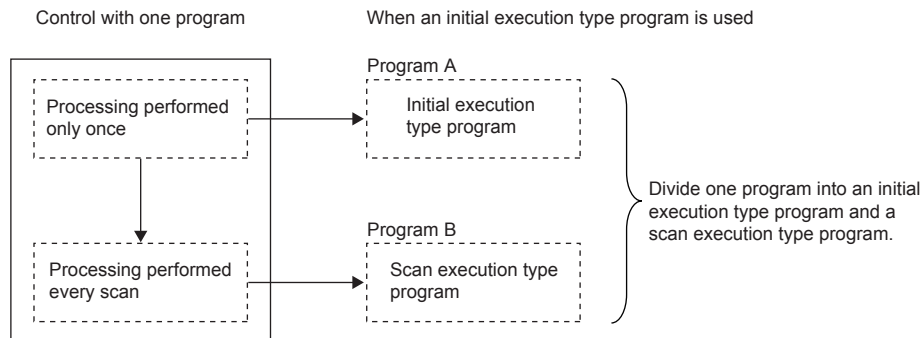 Control with one program
When an initial execution type program is used
Program A
Processing performed
only once
Initial execution
type program
Divide one program into an initial
execution type program and a
scan execution type program.
Program B
Processing performed
every scan
Scan execution type
program